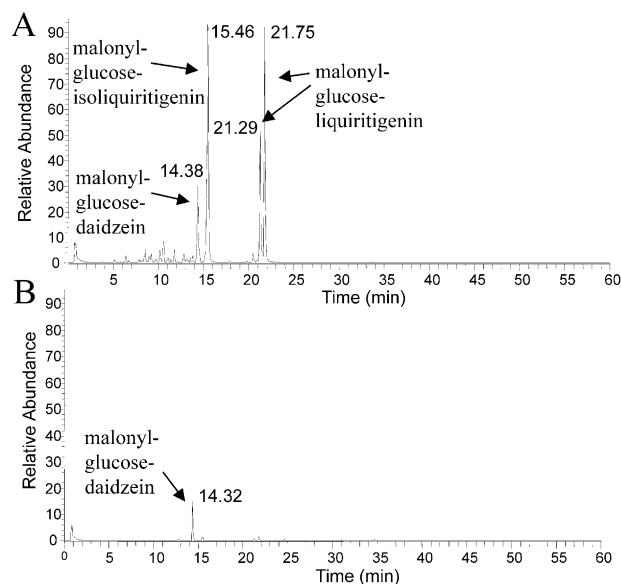 A
90
80
70
60
50
40
30
20
10
0
Relative Abundance
malonyl-
glucose-
isoliquiritigenin
15.46
21.75
malonyl-
glucose-
liquiritigenin
21.29
14.38
malonyl-
glucose-
daidzein
5 10 15 20 25 30 35 40 45 50 55 60
Time (min)
B
90
80
70
60
50
40
30
20
10
0
Relative Abundance
malonyl-
glucose-
daidzein
14.32
0 5 10 15 20 25 30 35 40 45 50 55 60
Time (min)